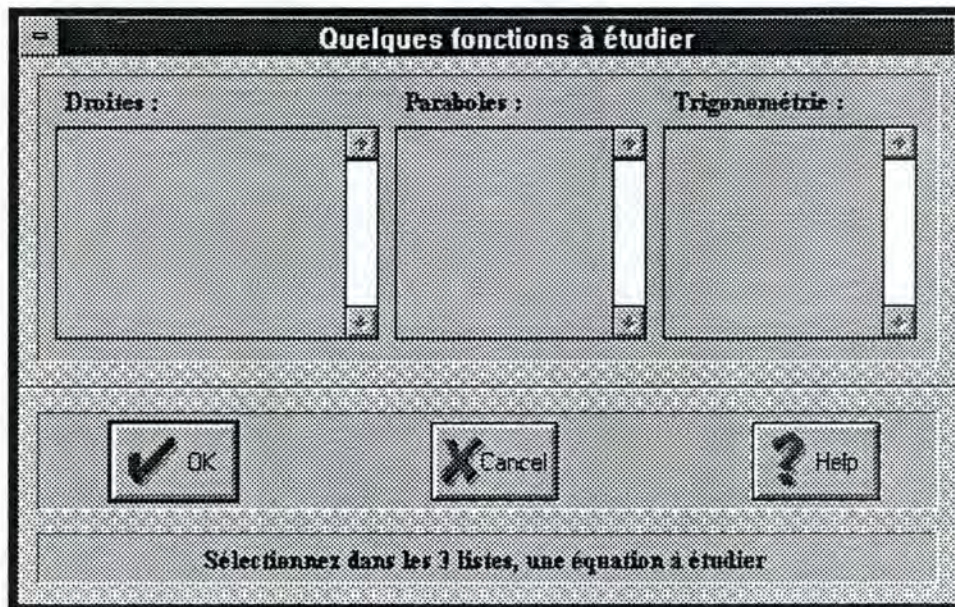 Quelques fonctions à étudier
Droites : Paraboles : Trigonométrie :
OK Cancel Help
Sélectionnez dans les 3 listes, une équation à étudier